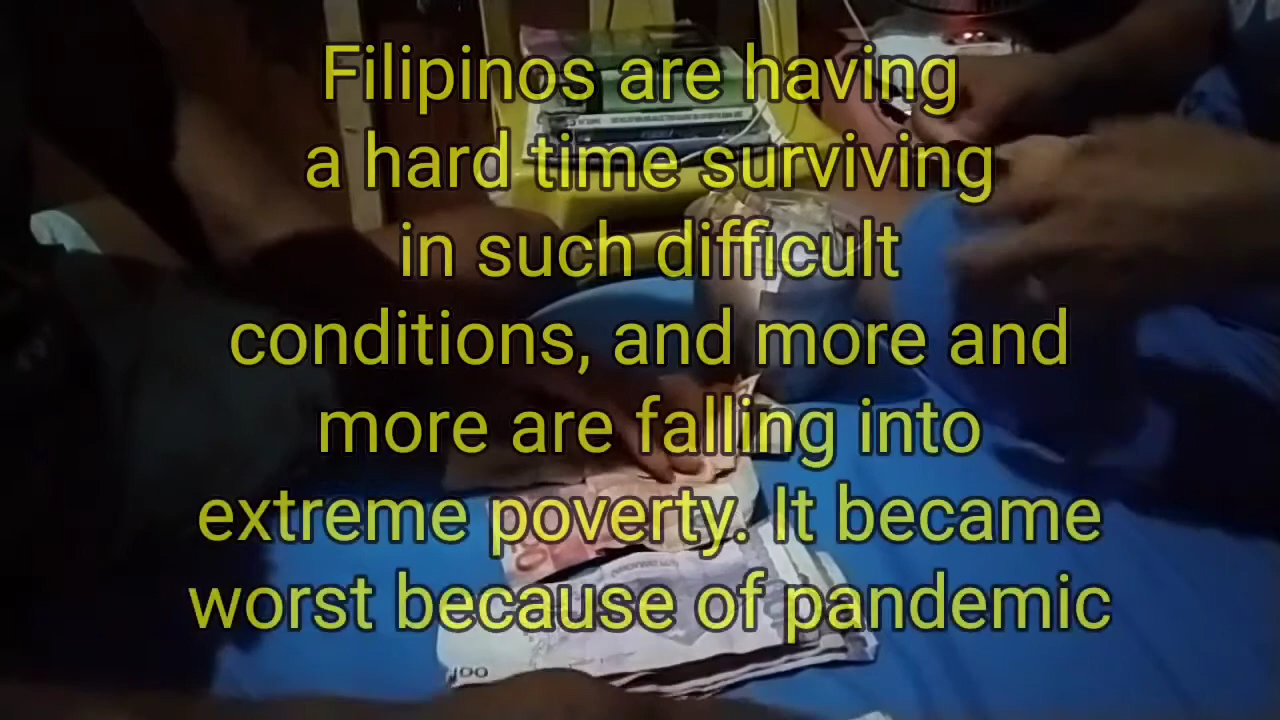 Filipinos are having
a hard time surviving
in such difficult
conditions, and more and
more are falling into
extreme poverty. It became
worst because of pandemic
100